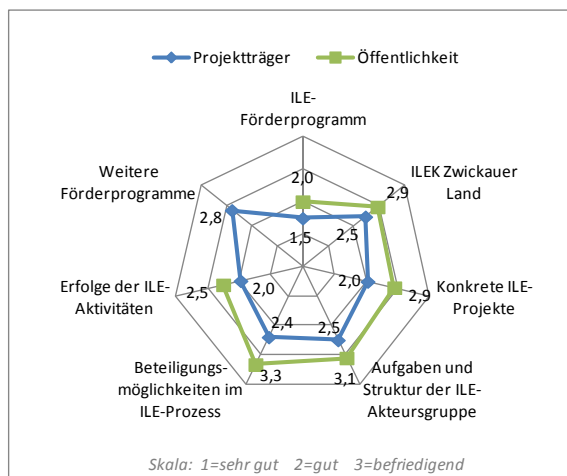 Projektträger Öffentlichkeit
ILE-
Förderprogramm
ILEK Zwickauer
Land
Konkrete ILE-
Projekte
Aufgaben und
Struktur der ILE-
Akteursgruppe
Beteiligungs-
möglichkeiten im
ILE-Prozess
Erfolge der ILE-
Aktivitäten
Weitere
Förderprogramme
2,0
2,9
2,8
1,5
2,5
2,5
2,0
2,0
2,9
2,4
2,5
3,3
3,1
Skala: 1=sehr gut 2=gut 3=befriedigend